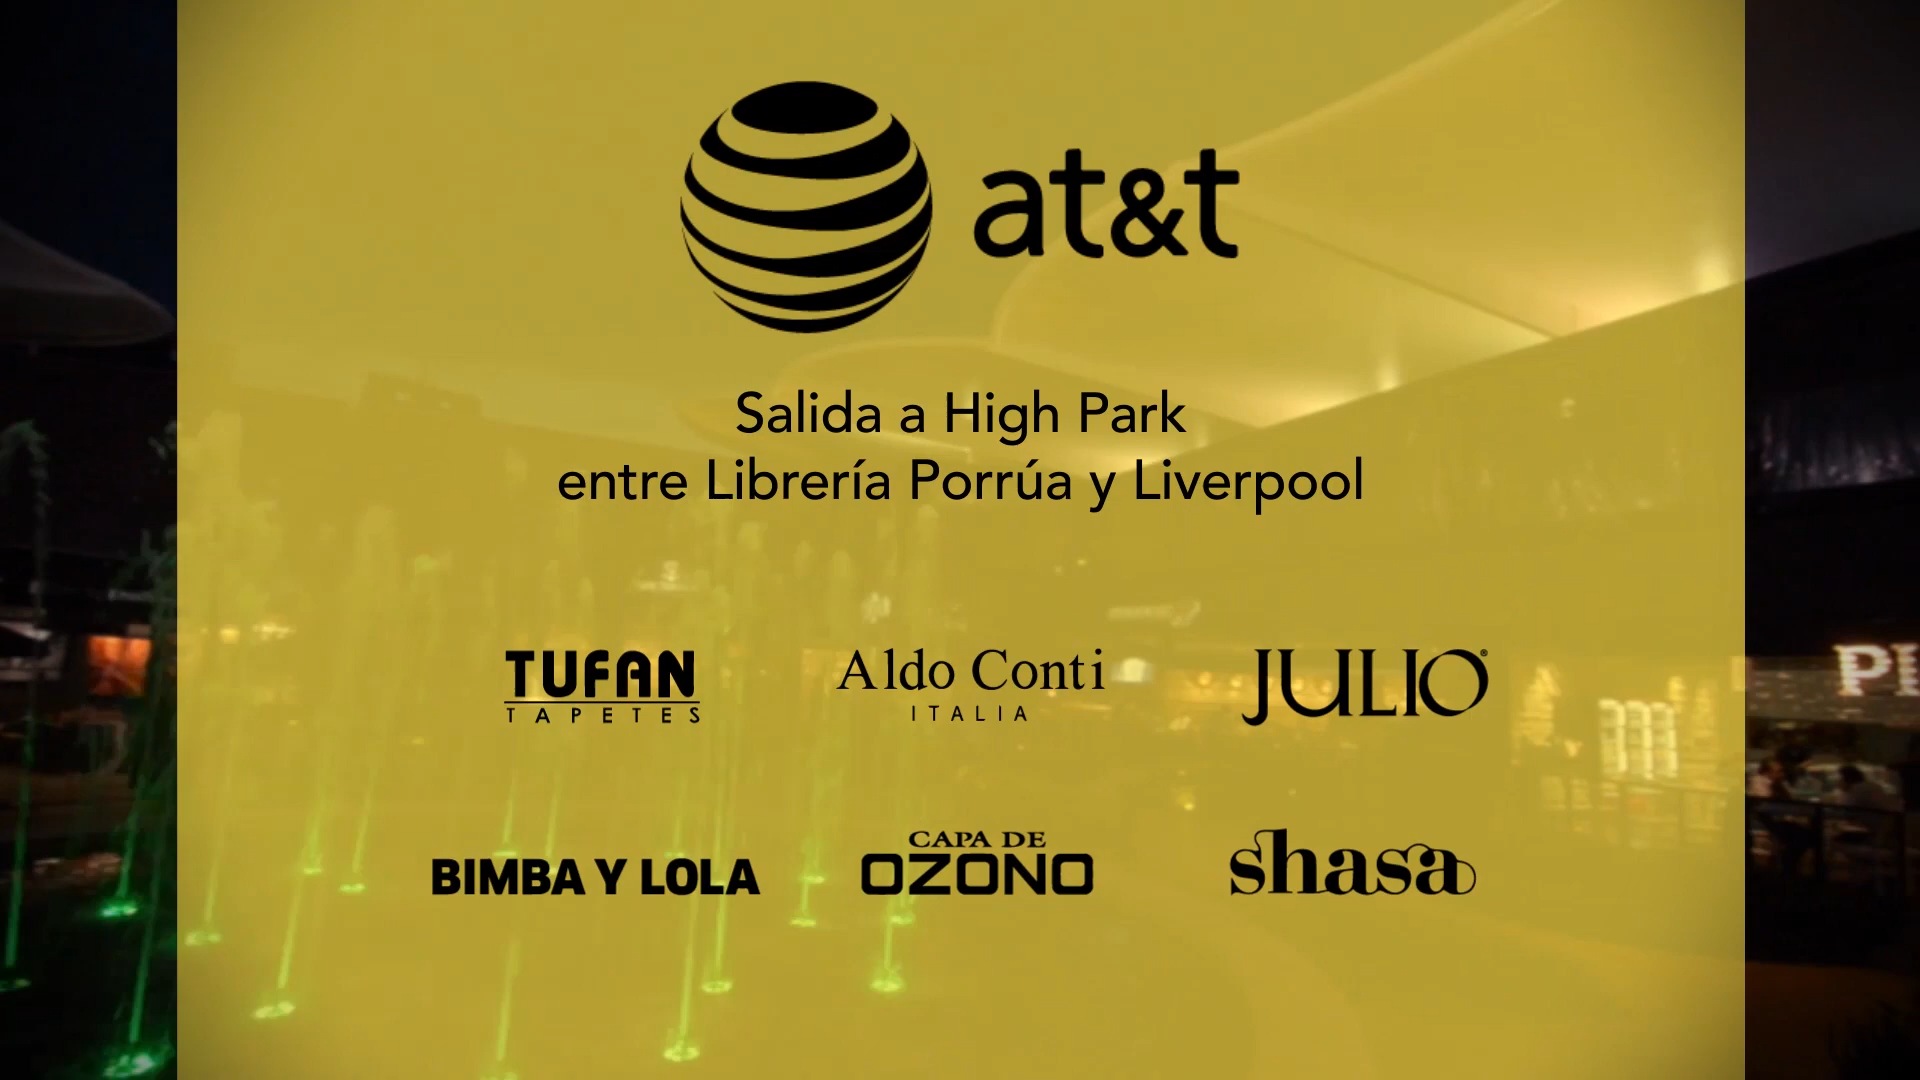 at&t
Salida a High Park
entre Librería Porrúa y Liverpool
TUFAN
TAPETES
Aldo Conti
ITALIA
JULIO®
BIMBA Y LOLA
CAPA DE
OZONO
shasa